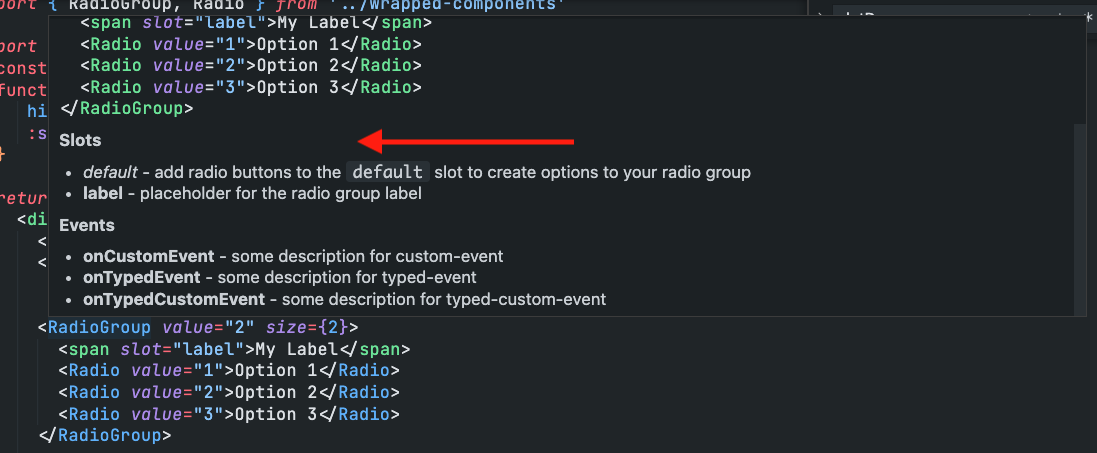 port { RadioGroup, Radio } from '../wrapped-components'
<span slot="label">My Label</span>
<Radio value="1">Option 1</Radio>
<Radio value="2">Option 2</Radio>
<Radio value="3">Option 3</Radio>
</RadioGroup>
port
const
funct
hi
:s
}
retur
<di
<
<
Slots
• default - add radio buttons to the default slot to create options to your radio group
• label - placeholder for the radio group label
Events
• onCustomEvent - some description for custom-event
• onTypedEvent - some description for typed-event
• onTypedCustomEvent - some description for typed-custom-event
<RadioGroup value="2" size={2}>
<span slot="label">My Label</span>
<Radio value="1">Option 1</Radio>
<Radio value="2">Option 2</Radio>
<Radio value="3">Option 3</Radio>
</RadioGroup>